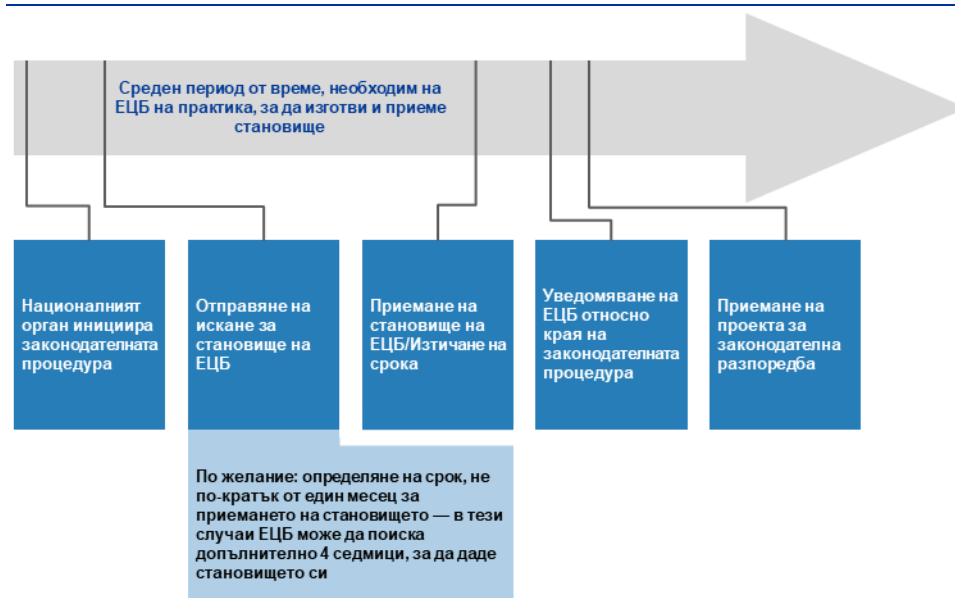 Среден период от време, необходим на
ЕЦБ на практика, за да изготви и приеме
становище
Националният
орган инициира
законодателната
процедура
Отправяне на
искане за
становище на
ЕЦБ
Приемане на
становище на
ЕЦБ/Изтичане на
срока
Уведомяване на
ЕЦБ относно
края на
законодателната
процедура
Приемане на
проекта за
законодателна
разпоредба
По желание: определяне на срок, не
по-кратък от един месец за
приемането на становището — в тези
случаи ЕЦБ може да поиска
допълнително 4 седмици, за да даде
становището си